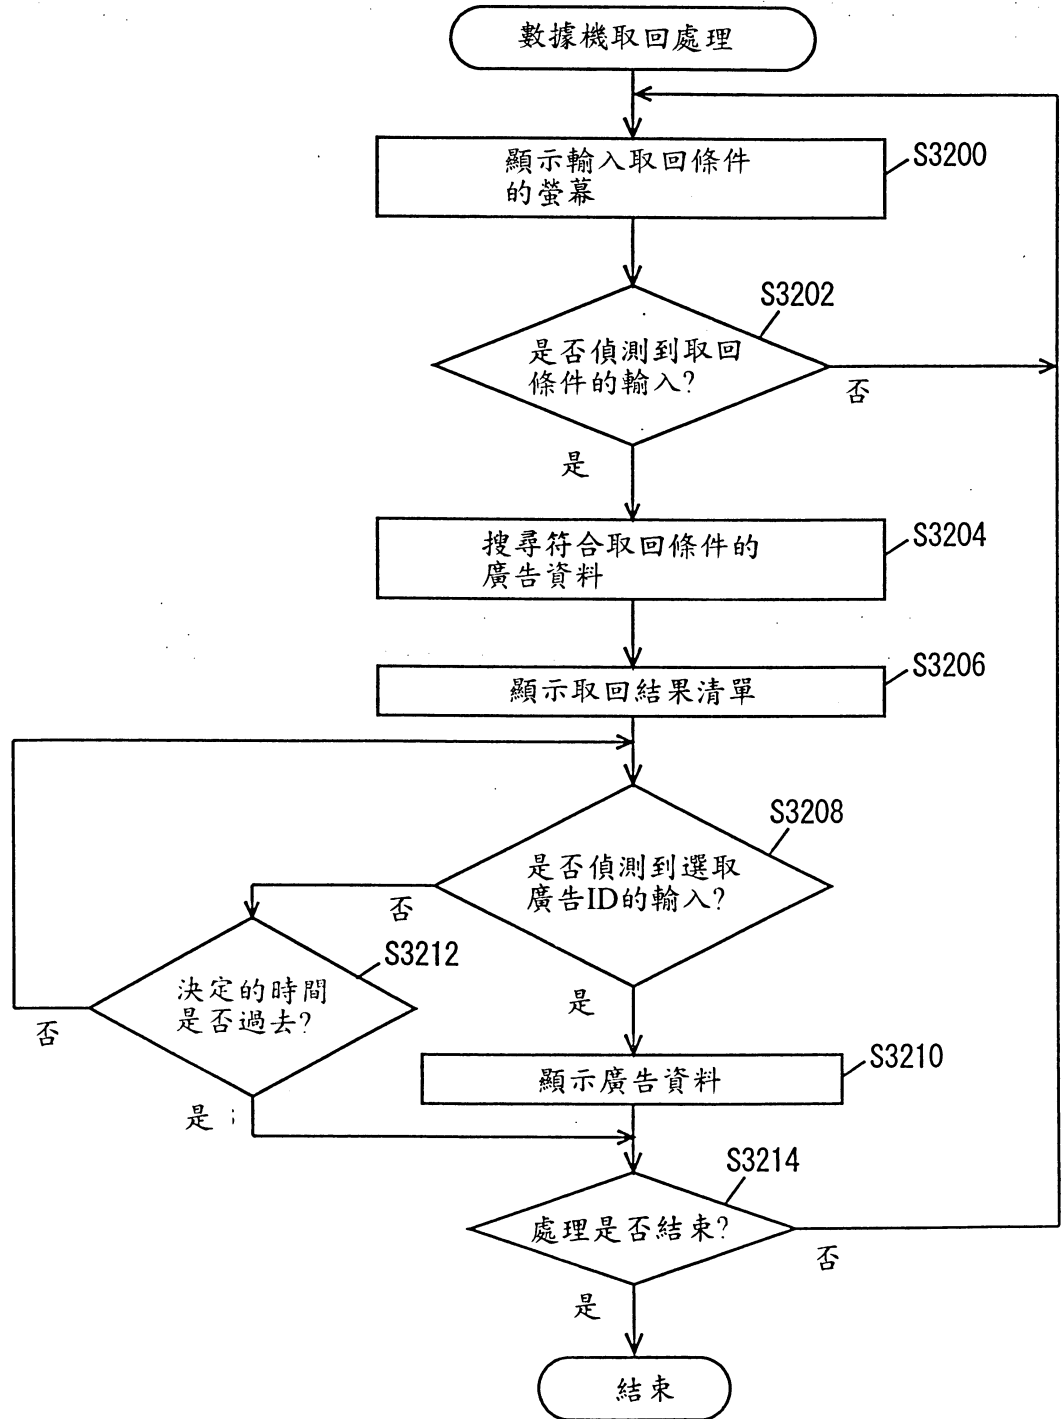 數據機取回處理
顯示輸入取回條件
的螢幕
S3200
S3202
是否偵測到取回
條件的輸入?
否
是
搜尋符合取回條件的
廣告資料
S3204
顯示取回結果清單
S3206
S3208
是否偵測到選取
廣告ID的輸入?
否
S3212
決定的時間
是否過去?
否
是
是
顯示廣告資料
S3210
S3214
處理是否結束?
否
是
結束